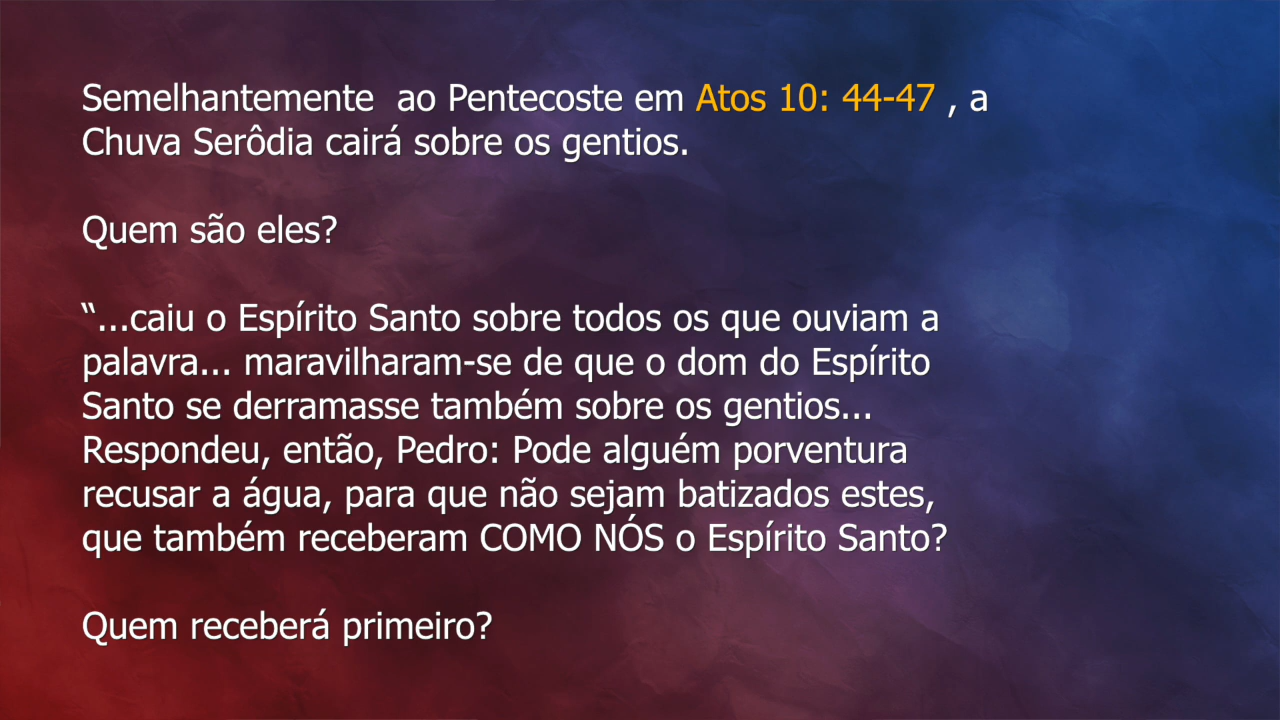 Semelhantemente  ao Pentecoste em Atos 10: 44-47 , a
Chuva Serôdia cairá sobre os gentios.
Quem são eles?
“...caiu o Espírito Santo sobre todos os que ouviam a
palavra... maravilharam-se de que o dom do Espírito
Santo se derramasse também sobre os gentios...
Respondeu, então, Pedro: Pode alguém porventura
recusar a água, para que não sejam batizados estes,
que também receberam COMO NÓS o Espírito Santo?
Quem receberá primeiro?